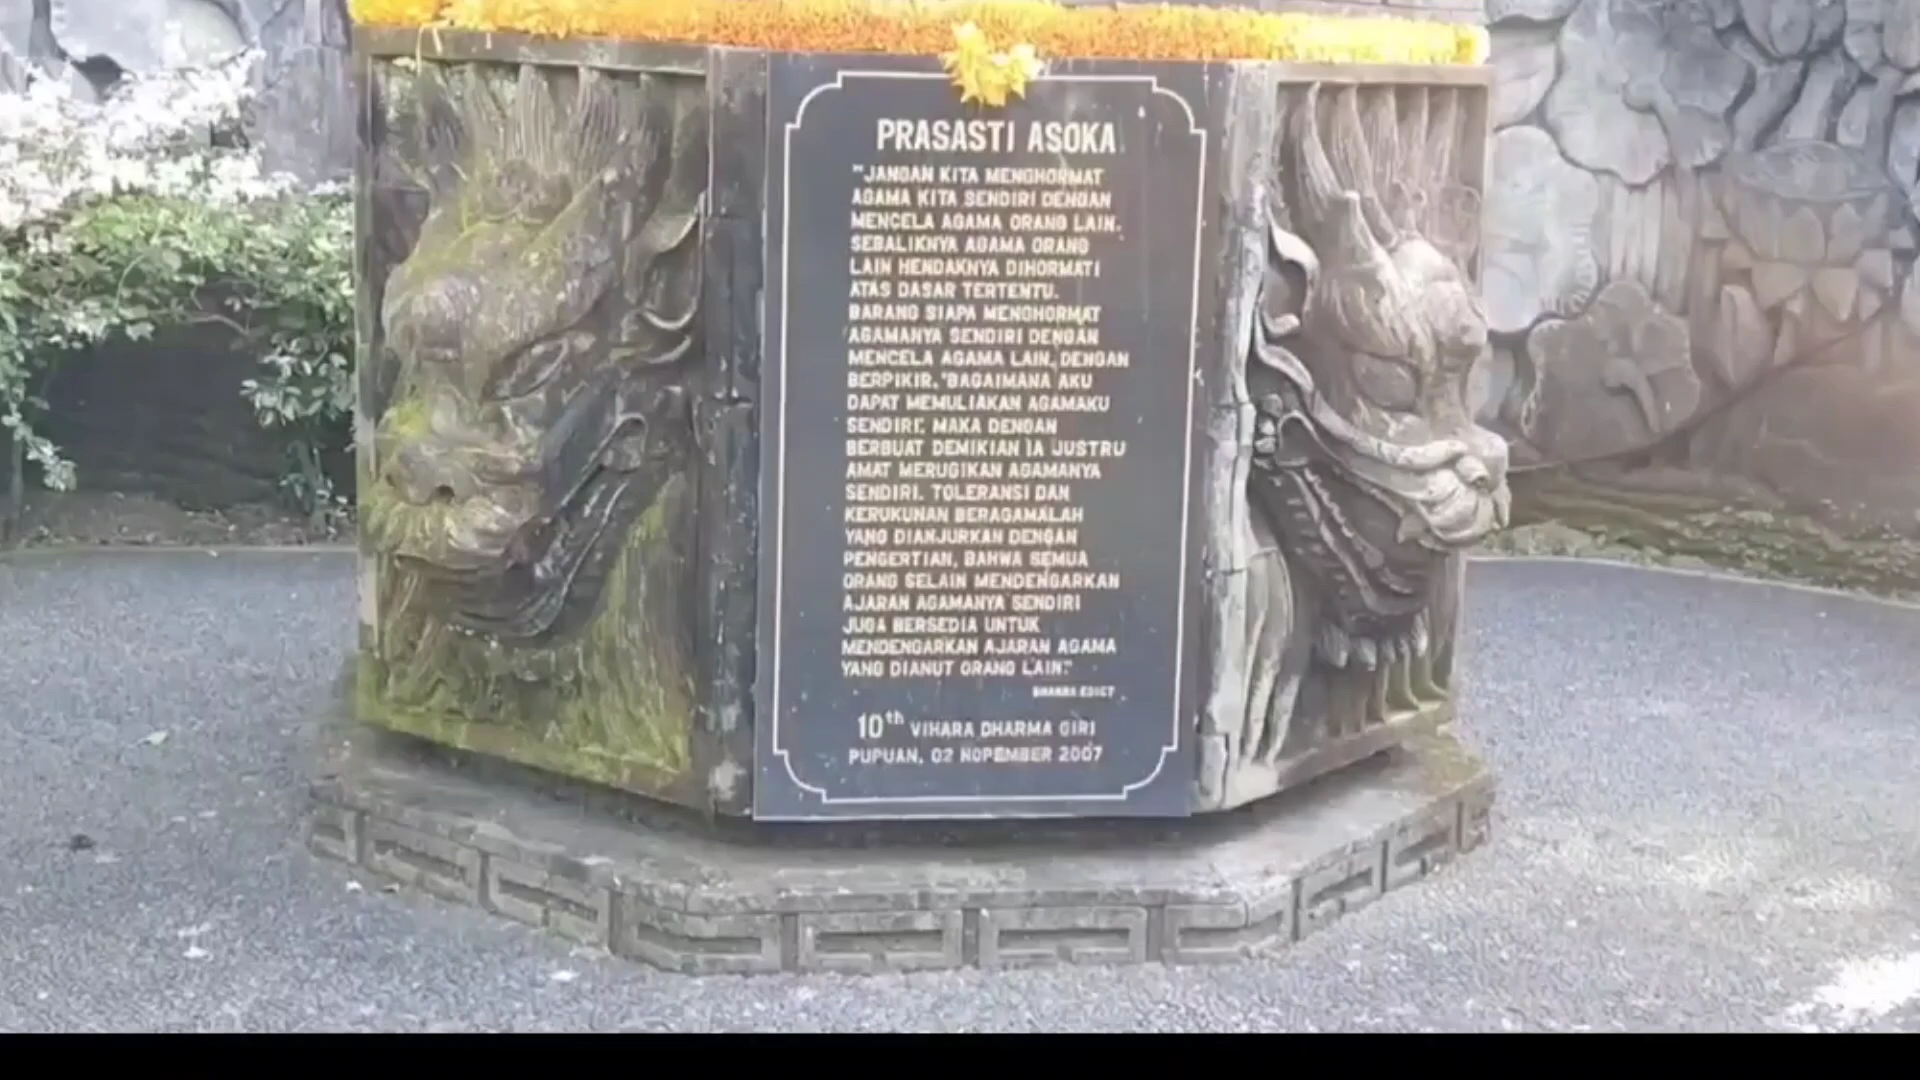 PRASASTI ASOKA
"JANGAN KITA MENGHORMAT
AGAMA KITA SENDIRI DENGAN
MENCELA AGAMA ORANG LAIN.
SEBALIKNYA AGAMA ORANG
LAIN HENDAKNYA DIHORMATI
ATAS DASAR TERTENTU.
BARANG SIAPA MENGHORMAT
AGAMANYA SENDIRI DENGAN
MENCELA AGAMA LAIN, DENGAN
BERPIKIR, "BAGAIMANA AKU
DAPAT MEMULIAKAN AGAMAKU
SENDIRI", MAKA DENGAN
BERBUAT DEMIKIAN IA JUSTRU
AMAT MERUGIKAN AGAMANYA
SENDIRI. TOLERANSI DAN
KERUKUNAN BERAGAMALAH
YANG DIANJURKAN DENGAN
PENGERTIAN, BAHWA SEMUA
ORANG SELAIN MENDENGARKAN
AJARAN AGAMANYA SENDIRI
JUGA BERSEDIA UNTUK
MENDENGARKAN AJARAN AGAMA
YANG DIANUT ORANG LAIN."
EDICT
10th VIHARA DHARMA GIRI
PUPUAN, 02 NOPEMBER 2007